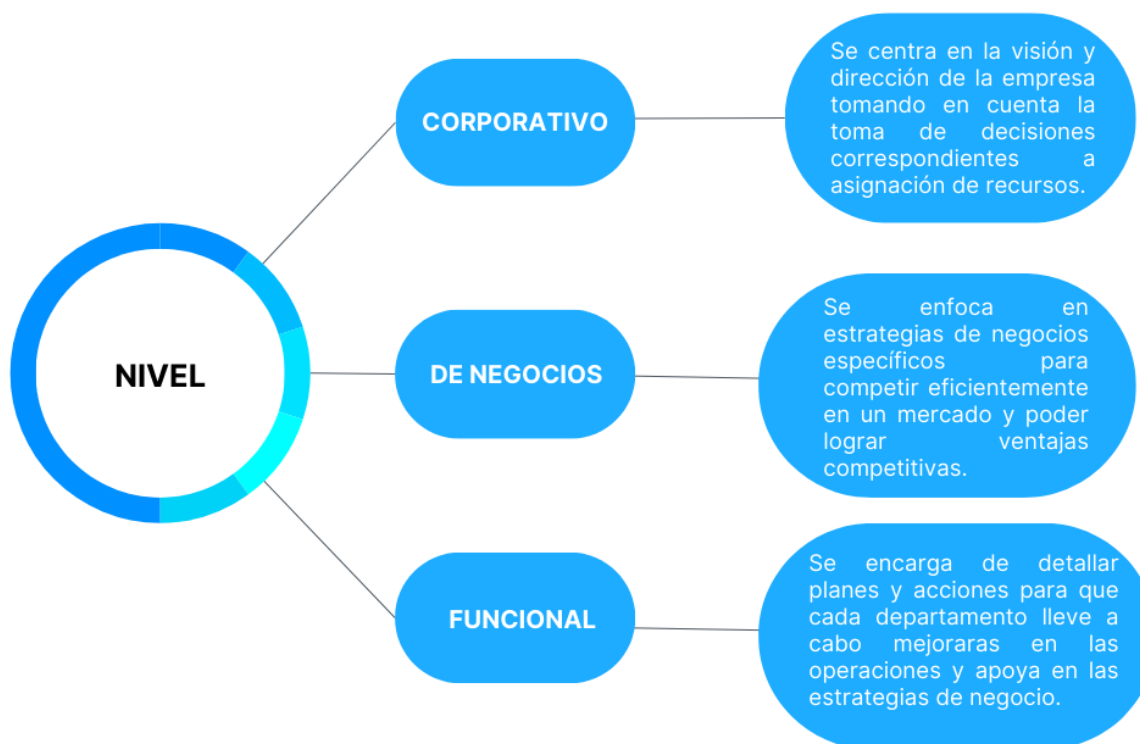 NIVEL
CORPORATIVO
Se centra en la visión y
dirección de la empresa
tomando en cuenta la
toma de decisiones
correspondientes a
asignación de recursos.
DE NEGOCIOS
Se enfoca en
estrategias de negocios
específicos para
competir eficientemente
en un mercado y poder
lograr ventajas
competitivas.
FUNCIONAL
Se encarga de detallar
planes y acciones para que
cada departamento lleve a
cabo mejoraras en las
operaciones y apoya en las
estrategias de negocio.